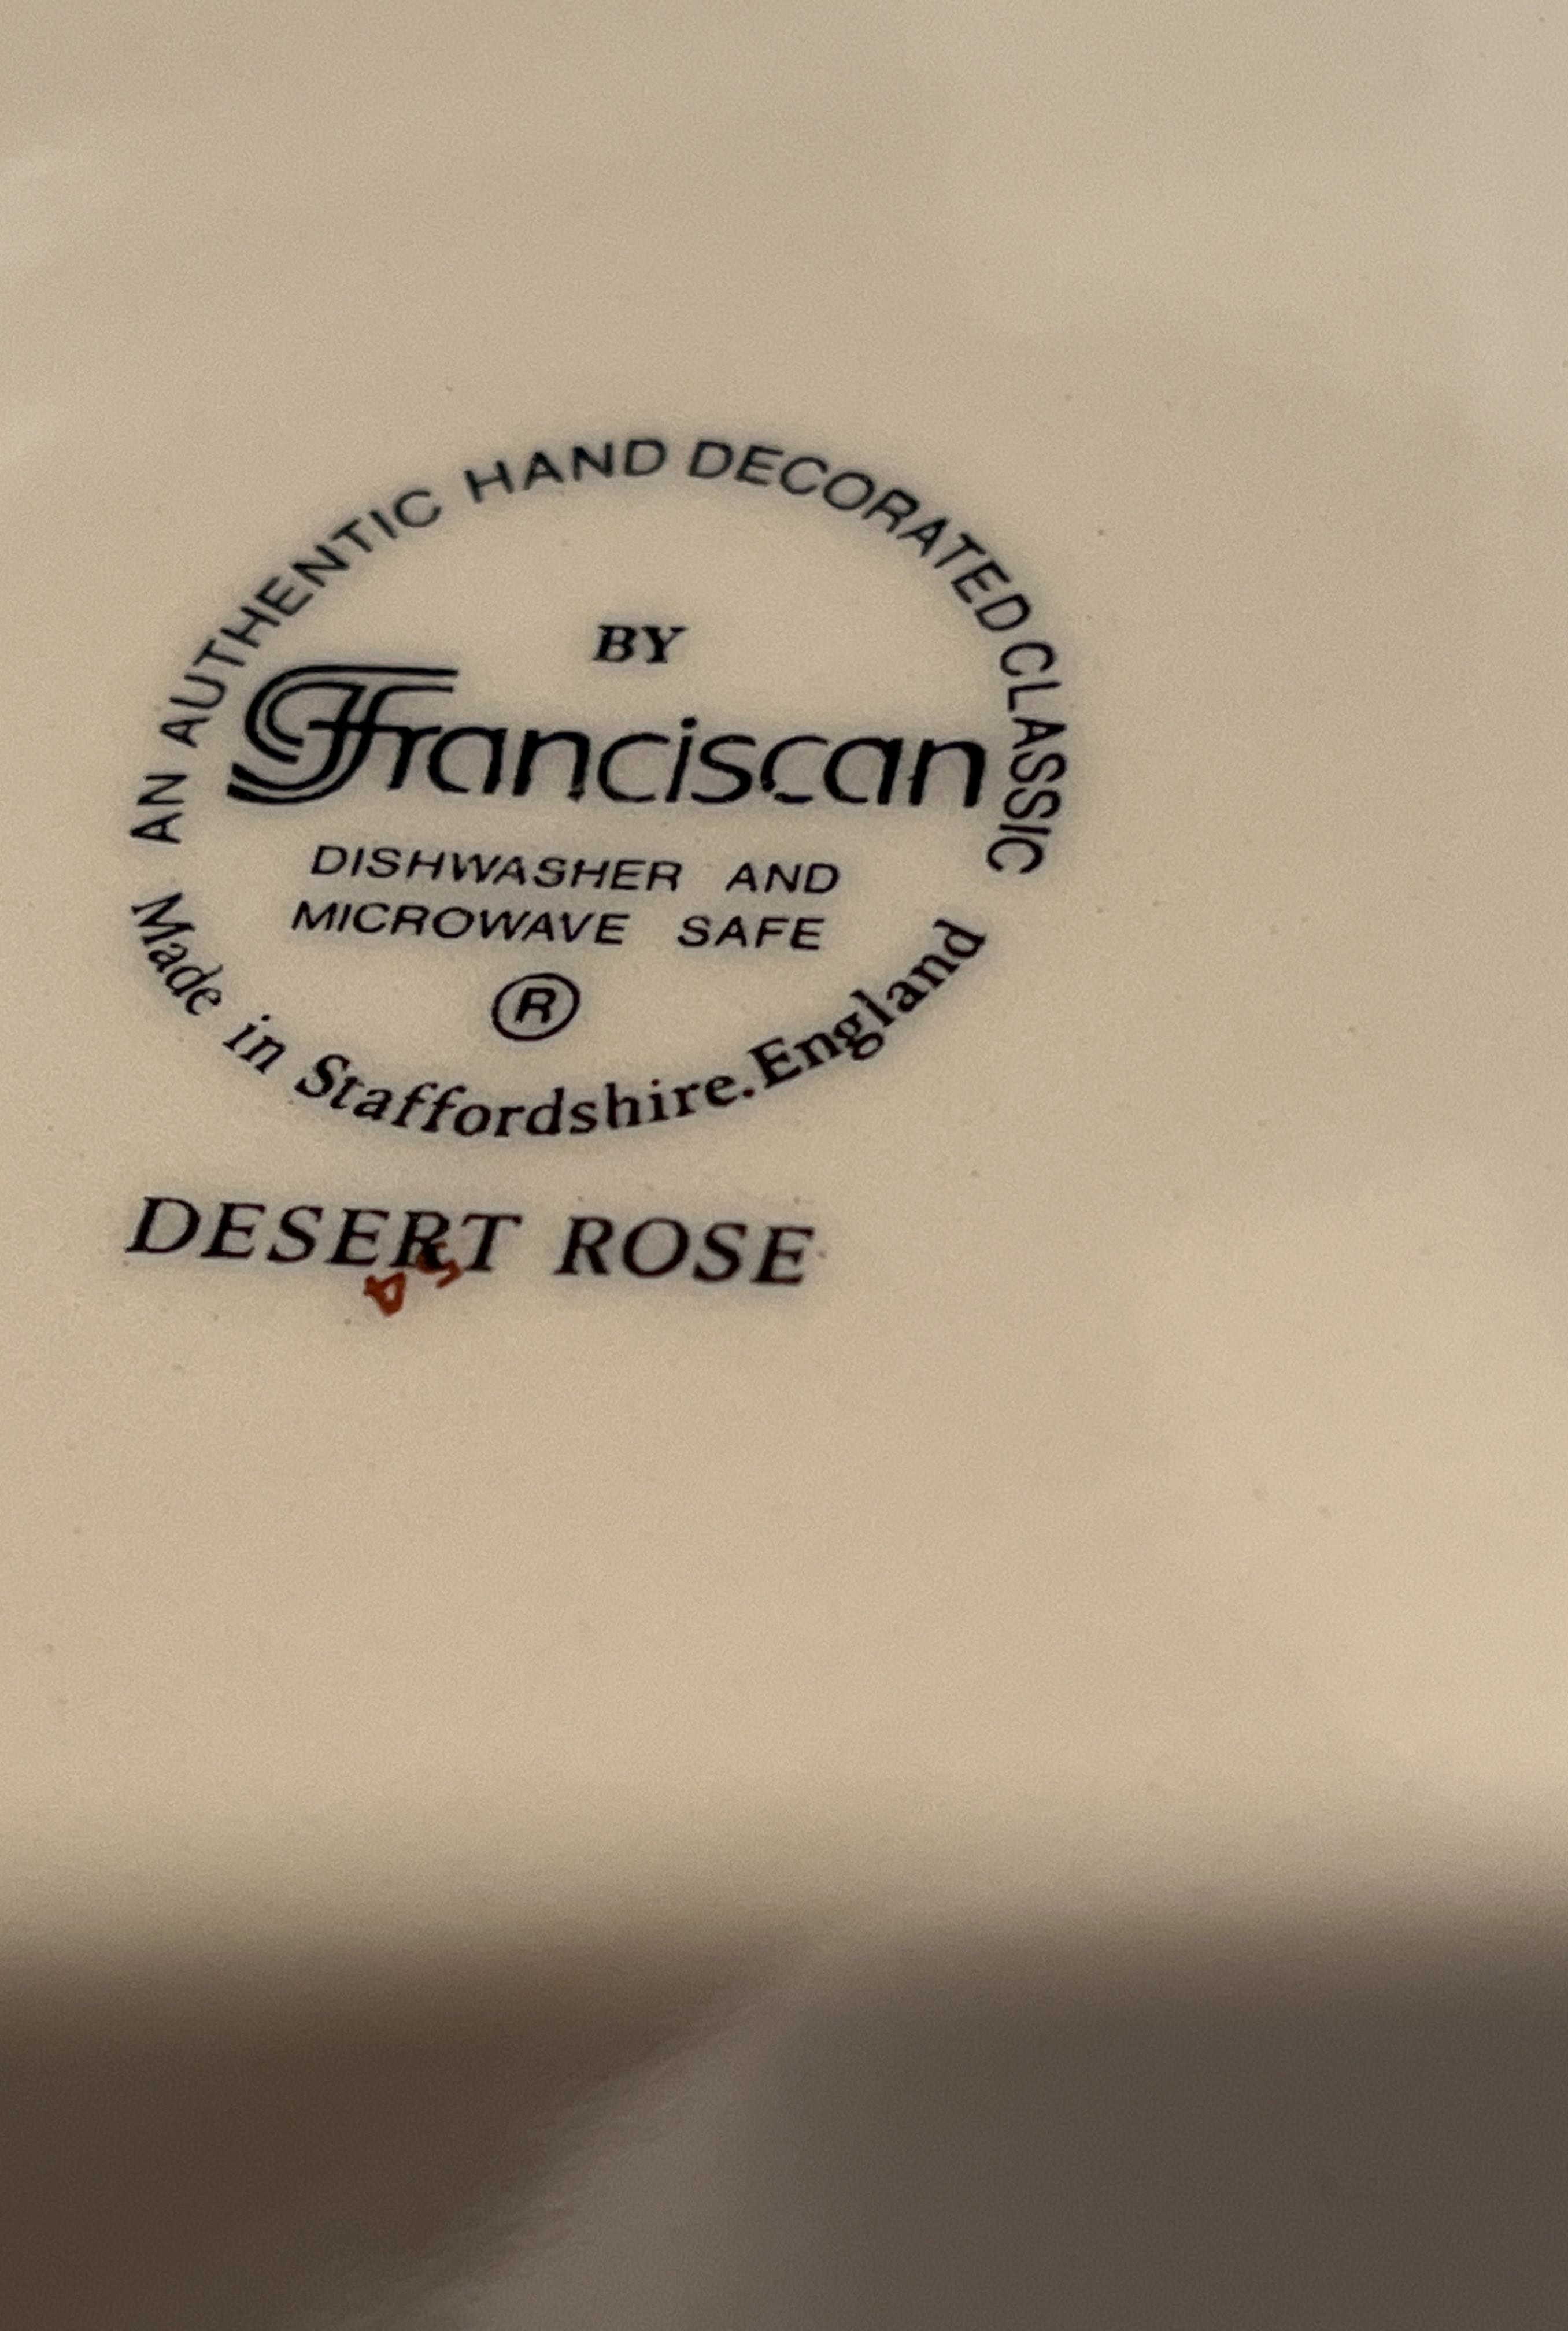 AN AUTHENTIC HAND DECORATED CLASSIC
BY
Franciscan
DISHWASHER AND
MICROWAVE SAFE
®
Made in Staffordshire.England
DESERT ROSE